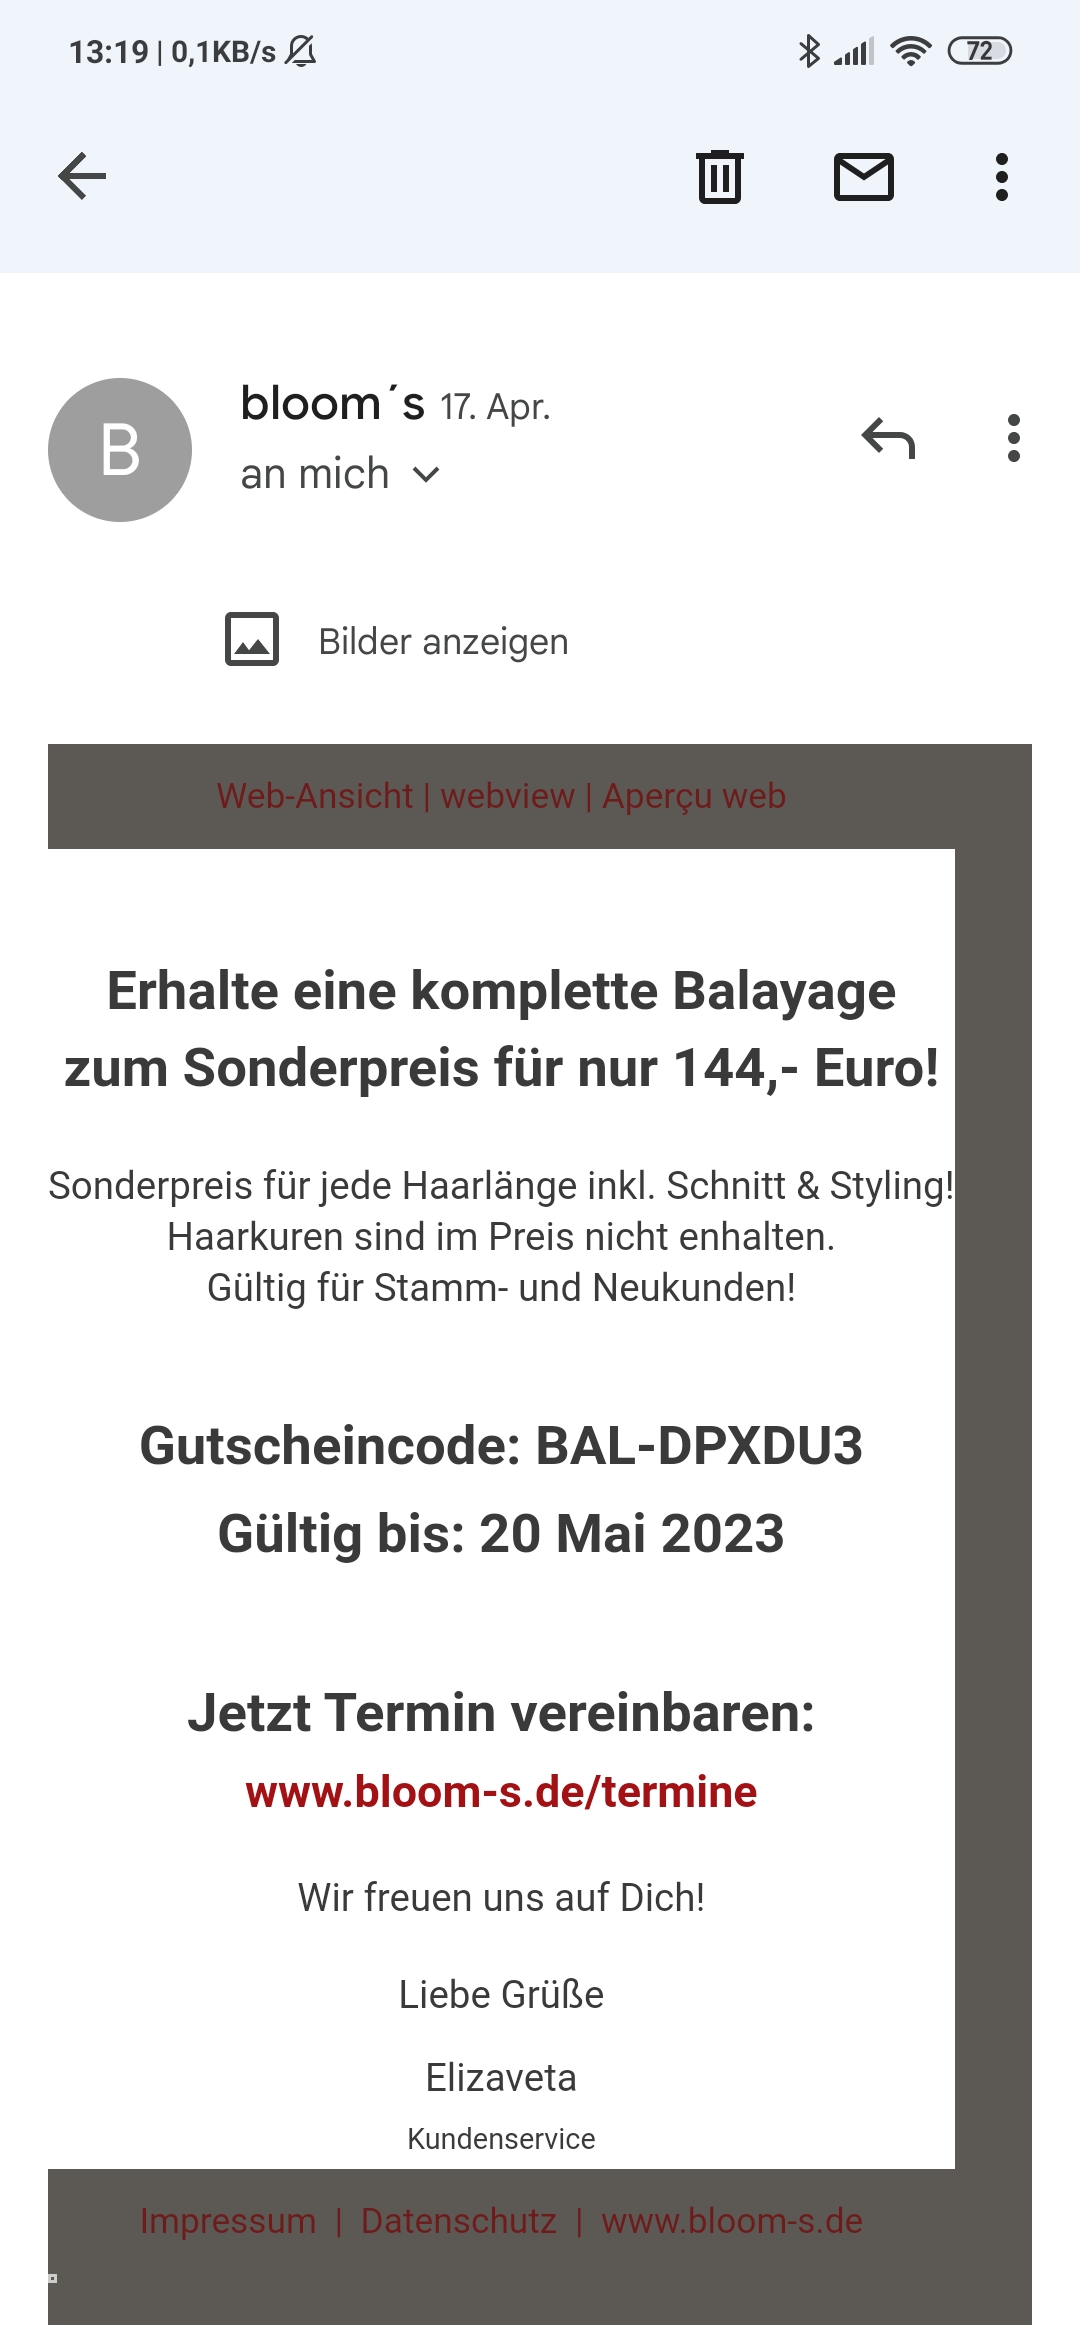 13:19 | 0,1KB/s
72
B
bloom´s 17. Apr.
an mich
Bilder anzeigen
Web-Ansicht | webview | Aperçu web
Erhalte eine komplette Balayage
zum Sonderpreis für nur 144,- Euro!
Sonderpreis für jede Haarlänge inkl. Schnitt & Styling!
Haarkuren sind im Preis nicht enhalten.
Gültig für Stamm- und Neukunden!
Gutscheincode: BAL-DPXDU3
Gültig bis: 20 Mai 2023
Jetzt Termin vereinbaren:
www.bloom-s.de/termine
Wir freuen uns auf Dich!
Liebe Grüße
Elizaveta
Kundenservice
Impressum | Datenschutz | www.bloom-s.de